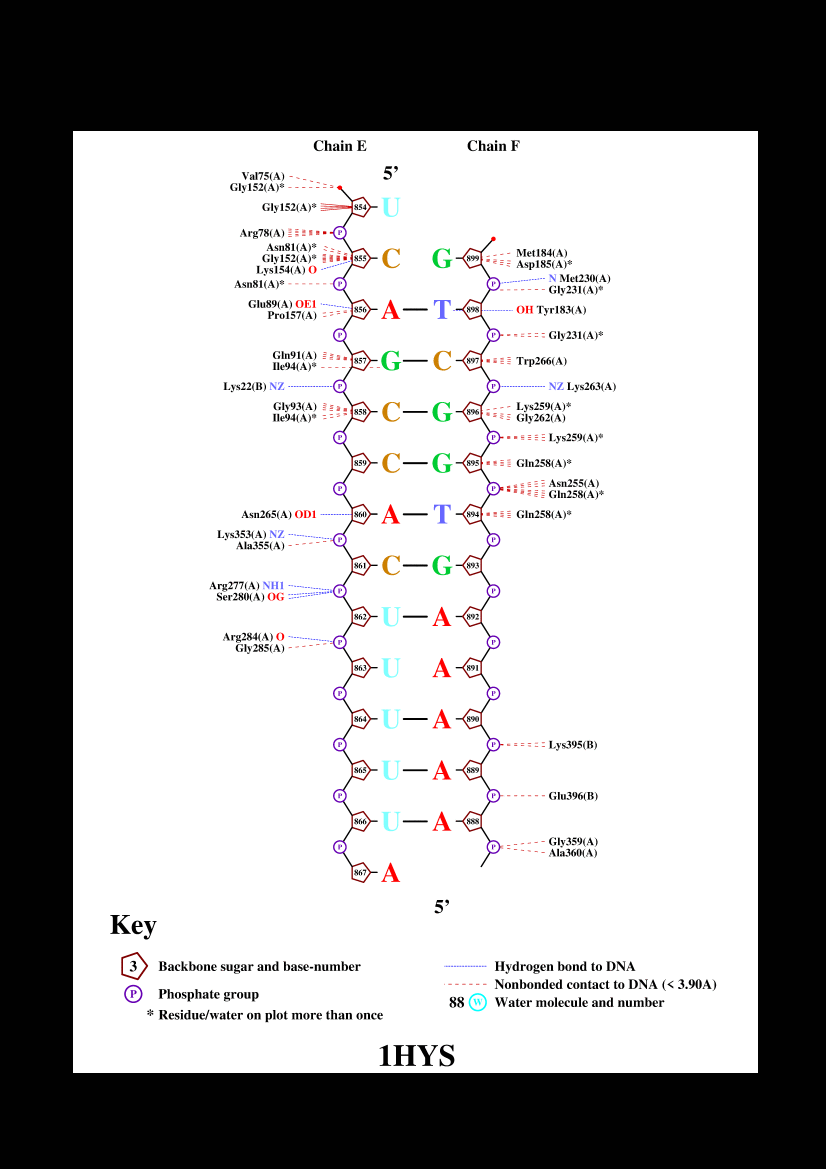 Chain E Chain F
5’
Val75(A)
Gly152(A)*
Gly152(A)* 854 U
Arg78(A) P
Asn81(A)*
Gly152(A)* 855 C G 899 Met184(A)
Lys154(A) O Asp185(A)*
Asn81(A)* P P N Met230(A)
Gly231(A)*
Glu89(A) OE1 856 A T 898 OH Tyr183(A)
Pro157(A)
P P Gly231(A)*
Gln91(A) 857 G C 897 Trp266(A)
Ile94(A)*
Lys22(B) NZ P P NZ Lys263(A)
Gly93(A) 858 C G 896 Lys259(A)*
Ile94(A)* Gly262(A)
P P Lys259(A)*
859 C G 895 Gln258(A)*
P P Asn255(A)
Gln258(A)*
Asn265(A) OD1 860 A T 894 Gln258(A)*
Lys353(A) NZ P P
Ala355(A)
861 C G 893
Arg277(A) NH1 P P
Ser280(A) OG
862 U A 892
Arg284(A) O P P
Gly285(A)
863 U A 891
P P
864 U A 890
P P Lys395(B)
865 U A 889
P P Glu396(B)
866 U A 888
P P Gly359(A)
Ala360(A)
867 A
5’
Key
3 Backbone sugar and base-number
P Phosphate group
* Residue/water on plot more than once
Hydrogen bond to DNA
Nonbonded contact to DNA (< 3.90A)
88 W Water molecule and number
1HYS